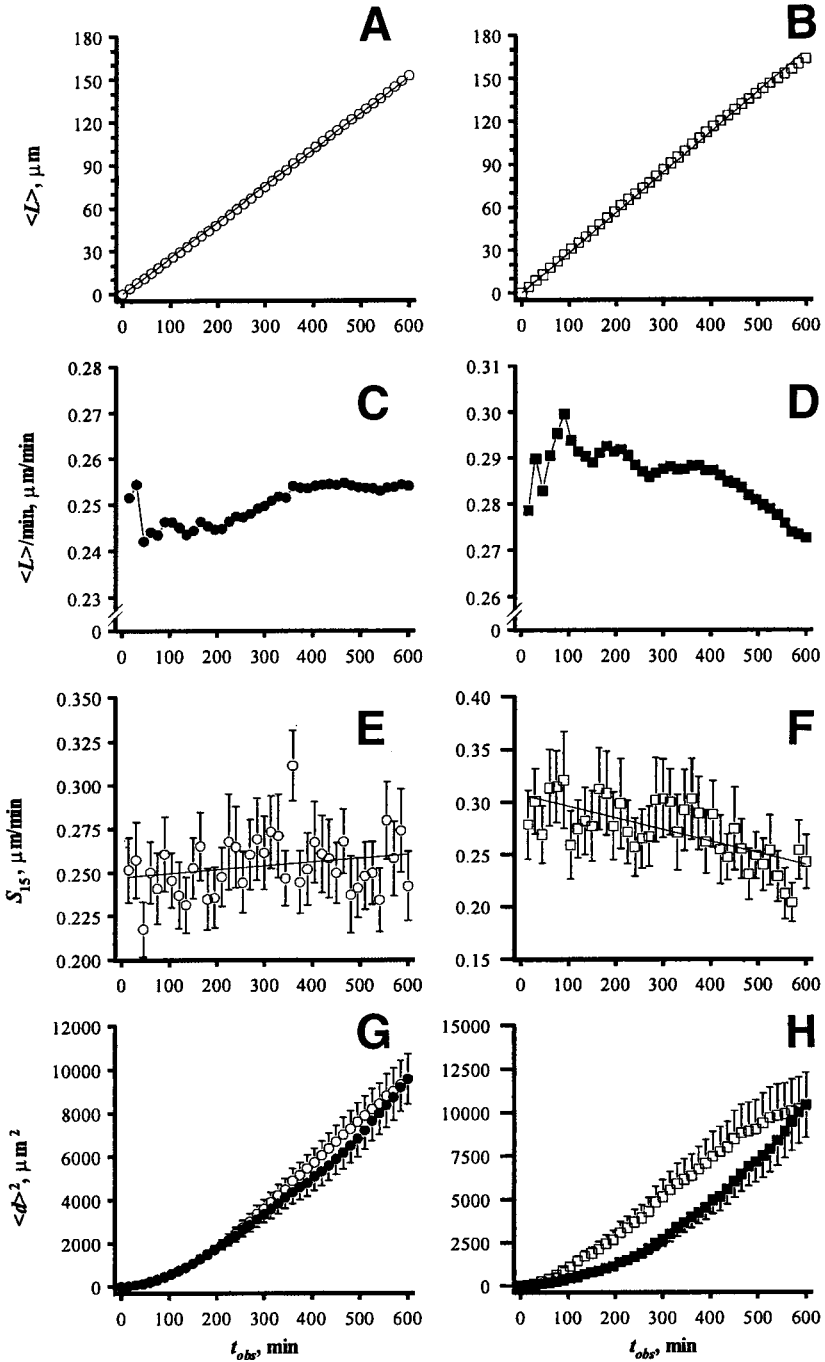 A
180
150
120
90
60
30
0
<L>, μm
0 100 200 300 400 500 600
B
180
150
120
90
60
30
0
0 100 200 300 400 500 600
C
0.28
0.27
0.26
0.25
0.24
0.23
0
<L>/min, μm/min
0 100 200 300 400 500 600
D
0.31
0.30
0.29
0.28
0.27
0.26
0
0 100 200 300 400 500 600
E
0.350
0.325
0.300
0.275
0.250
0.225
0.200
S15, μm/min
0 100 200 300 400 500 600
F
0.40
0.35
0.30
0.25
0.20
0.15
0 100 200 300 400 500 600
G
12000
10000
8000
6000
4000
2000
0
<d>2, μm2
0 100 200 300 400 500 600
tobs, min
H
15000
12500
10000
7500
5000
2500
0
0 100 200 300 400 500 600
tobs, min